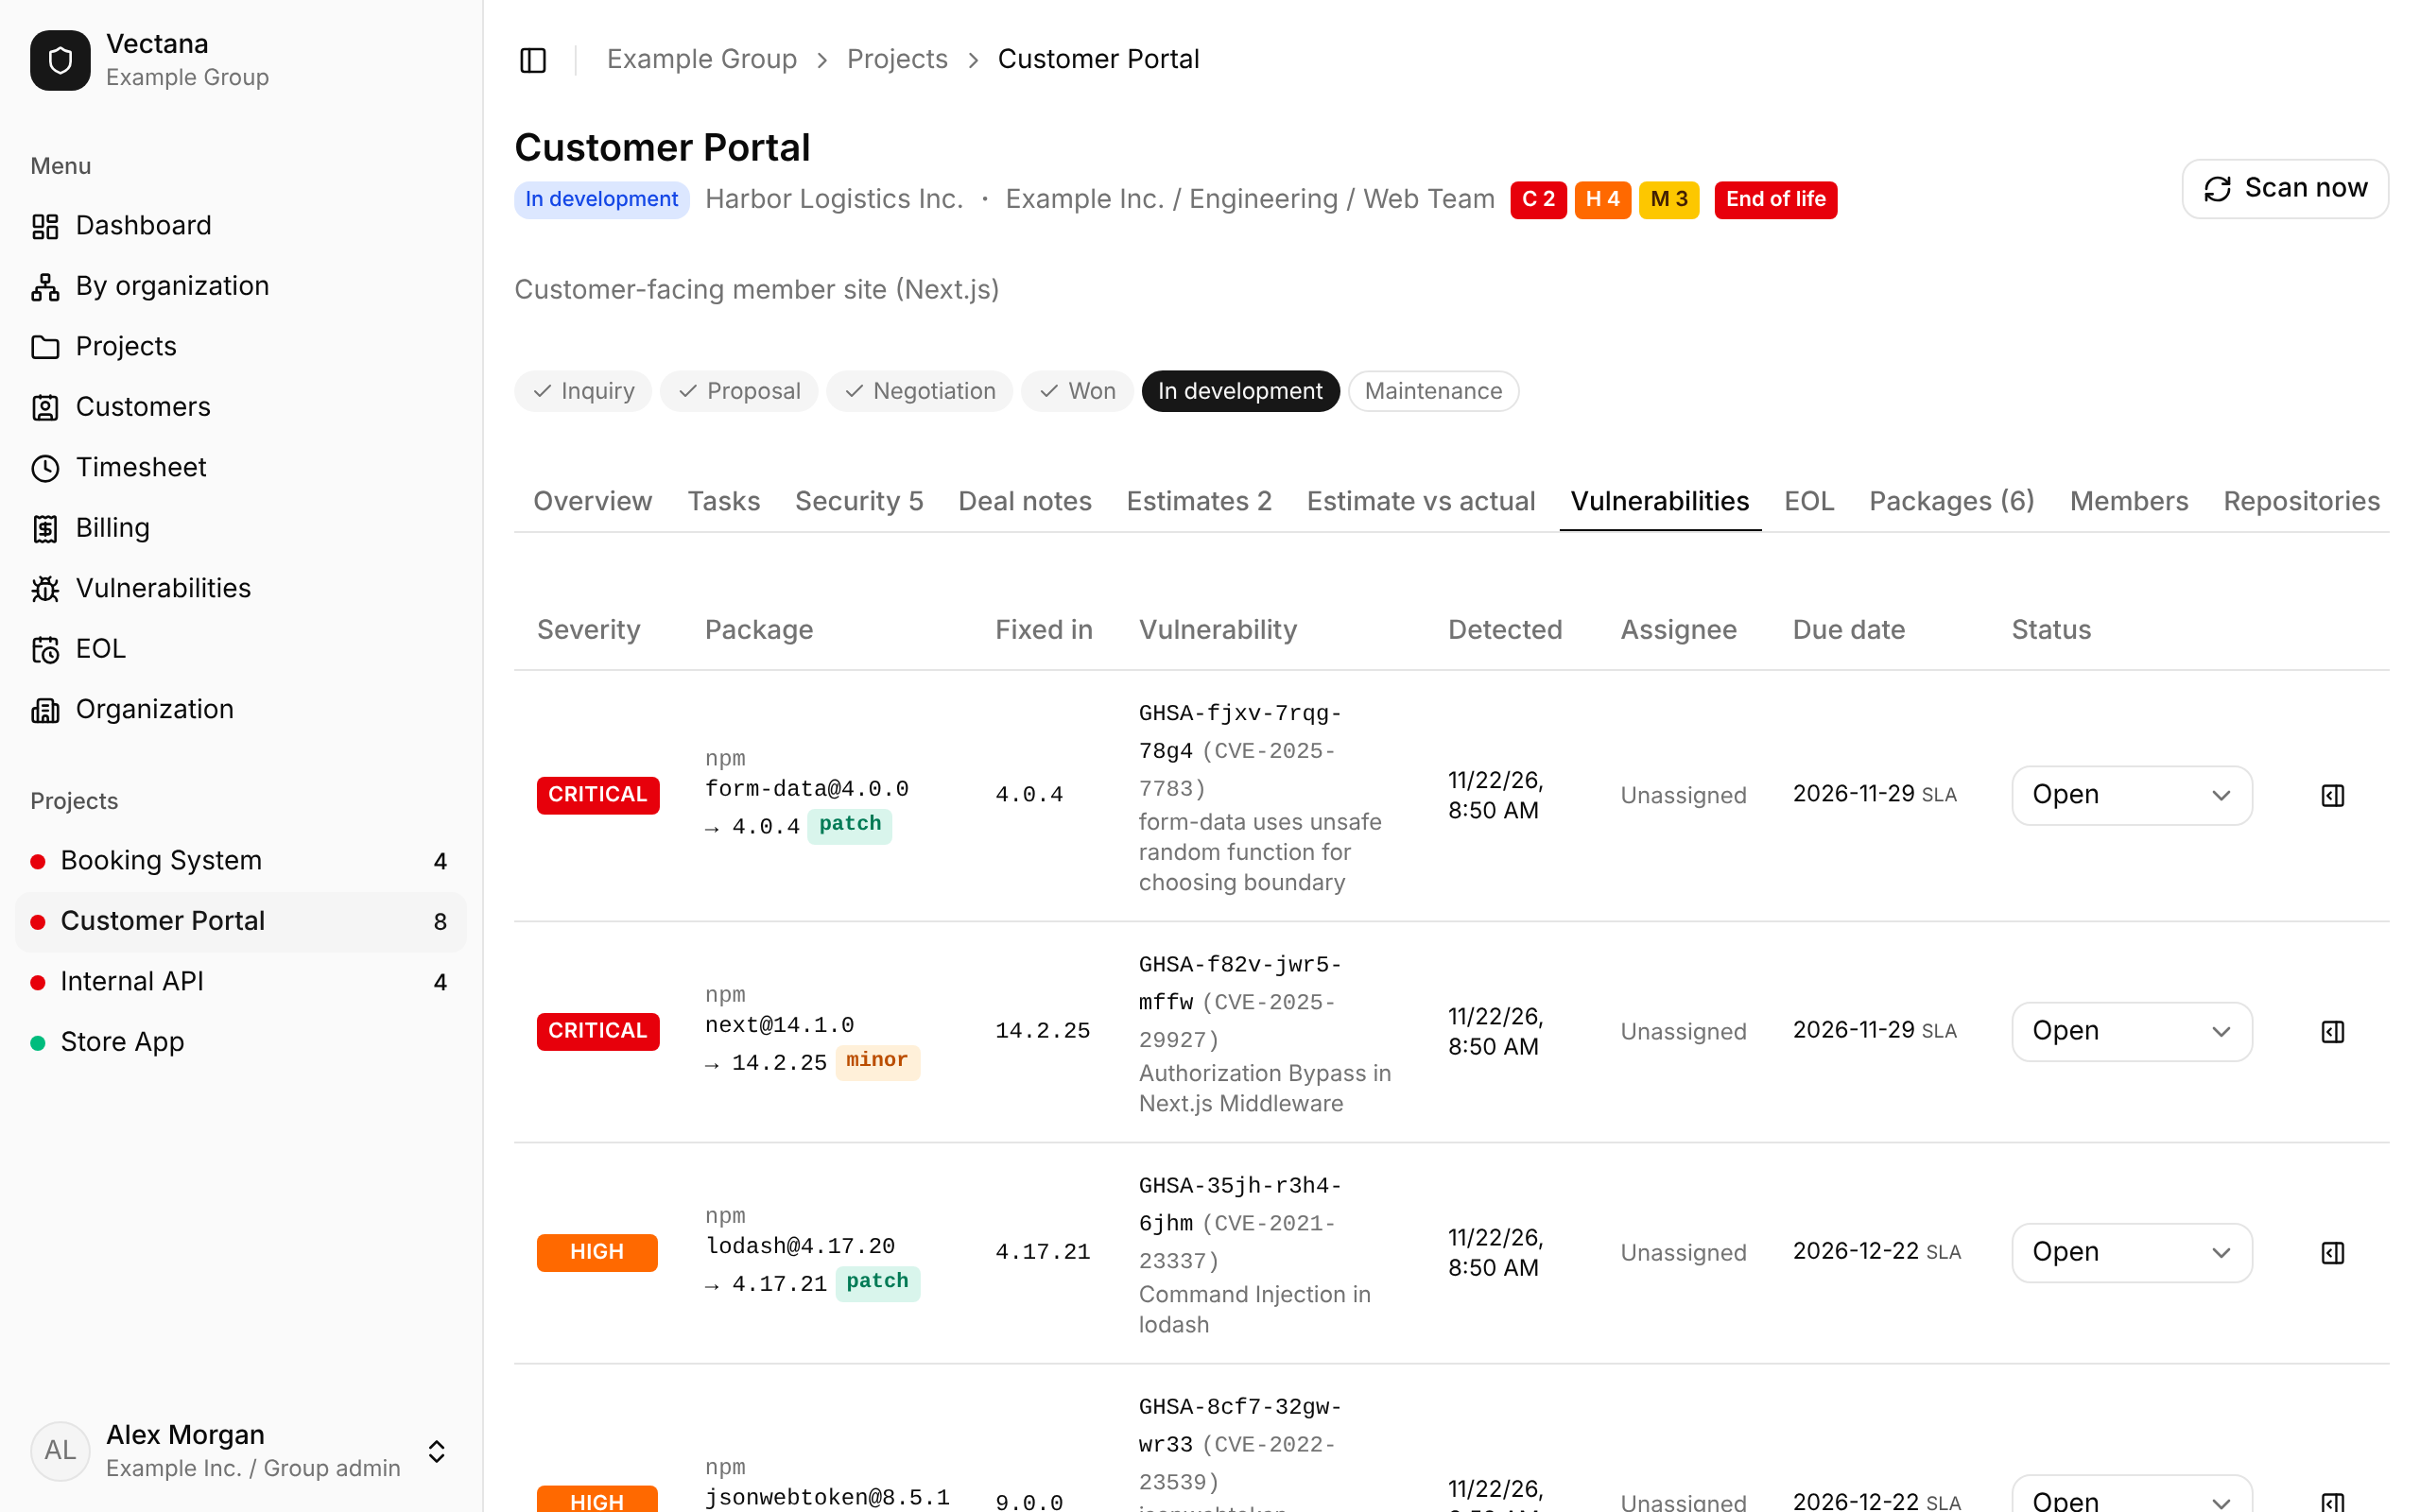 Vectana
Example Group
Menu
Dashboard
By organization
Projects
Customers
Timesheet
Billing
Vulnerabilities
EOL
Organization
Projects
Booking System 4
Customer Portal 8
Internal API 4
Store App
AL
Alex Morgan
Example Inc. / Group admin
Example Group > Projects > Customer Portal
Customer Portal
In development Harbor Logistics Inc. · Example Inc. / Engineering / Web Team C 2 H 4 M 3 End of life
Scan now
Customer-facing member site (Next.js)
Inquiry Proposal Negotiation Won In development Maintenance
Overview Tasks Security 5 Deal notes Estimates 2 Estimate vs actual Vulnerabilities EOL Packages (6) Members Repositories
Severity Package Fixed in Vulnerability Detected Assignee Due date Status
CRITICAL
npm
form-data@4.0.0
→ 4.0.4 patch
4.0.4
GHSA-fjxv-7rqg-
78g4 (CVE-2025-
7783)
form-data uses unsafe
random function for
choosing boundary
11/22/26,
8:50 AM
Unassigned
2026-11-29 SLA
Open
CRITICAL
npm
next@14.1.0
→ 14.2.25 minor
14.2.25
GHSA-f82v-jwr5-
mffw (CVE-2025-
29927)
Authorization Bypass in
Next.js Middleware
11/22/26,
8:50 AM
Unassigned
2026-11-29 SLA
Open
HIGH
npm
lodash@4.17.20
→ 4.17.21 patch
4.17.21
GHSA-35jh-r3h4-
6jhm (CVE-2021-
23337)
Command Injection in
lodash
11/22/26,
8:50 AM
Unassigned
2026-12-22 SLA
Open
HIGH
npm
jsonwebtoken@8.5.1
9.0.0
GHSA-8cf7-32gw-
wr33 (CVE-2022-
23539)
11/22/26,
Unassigned
2026-12-22 SLA
Open